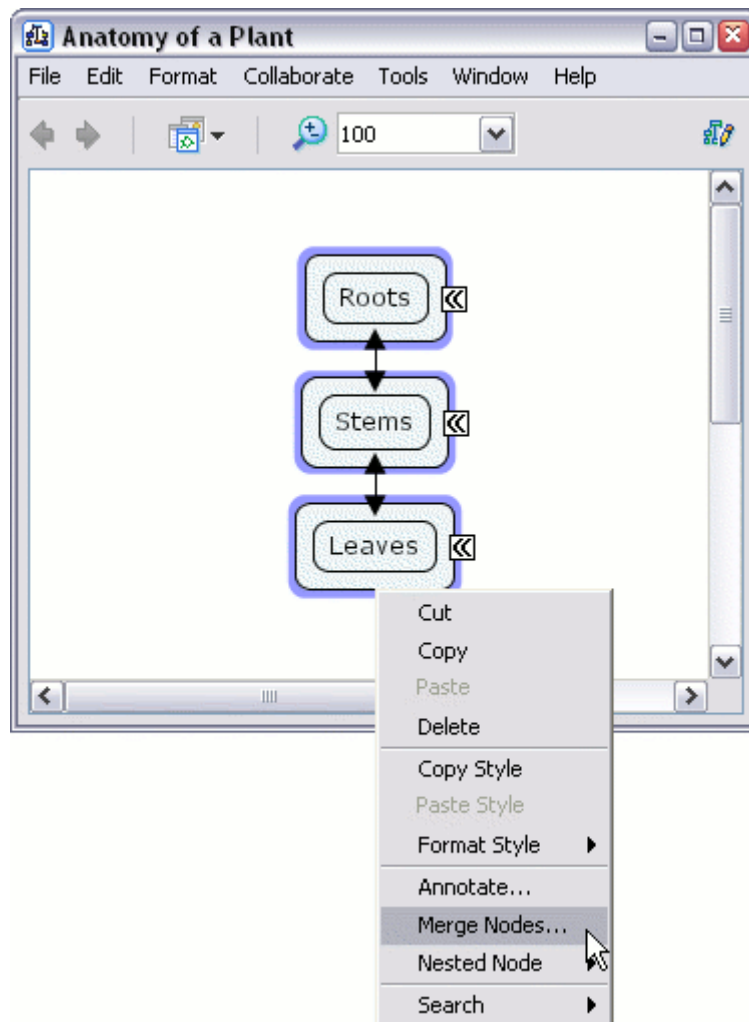 Anatomy of a Plant
File Edit Format Collaborate Tools Window Help
100
Roots
Stems
Leaves
Cut
Copy
Paste
Delete
Copy Style
Paste Style
Format Style
Annotate...
Merge Nodes...
Nested Node
Search